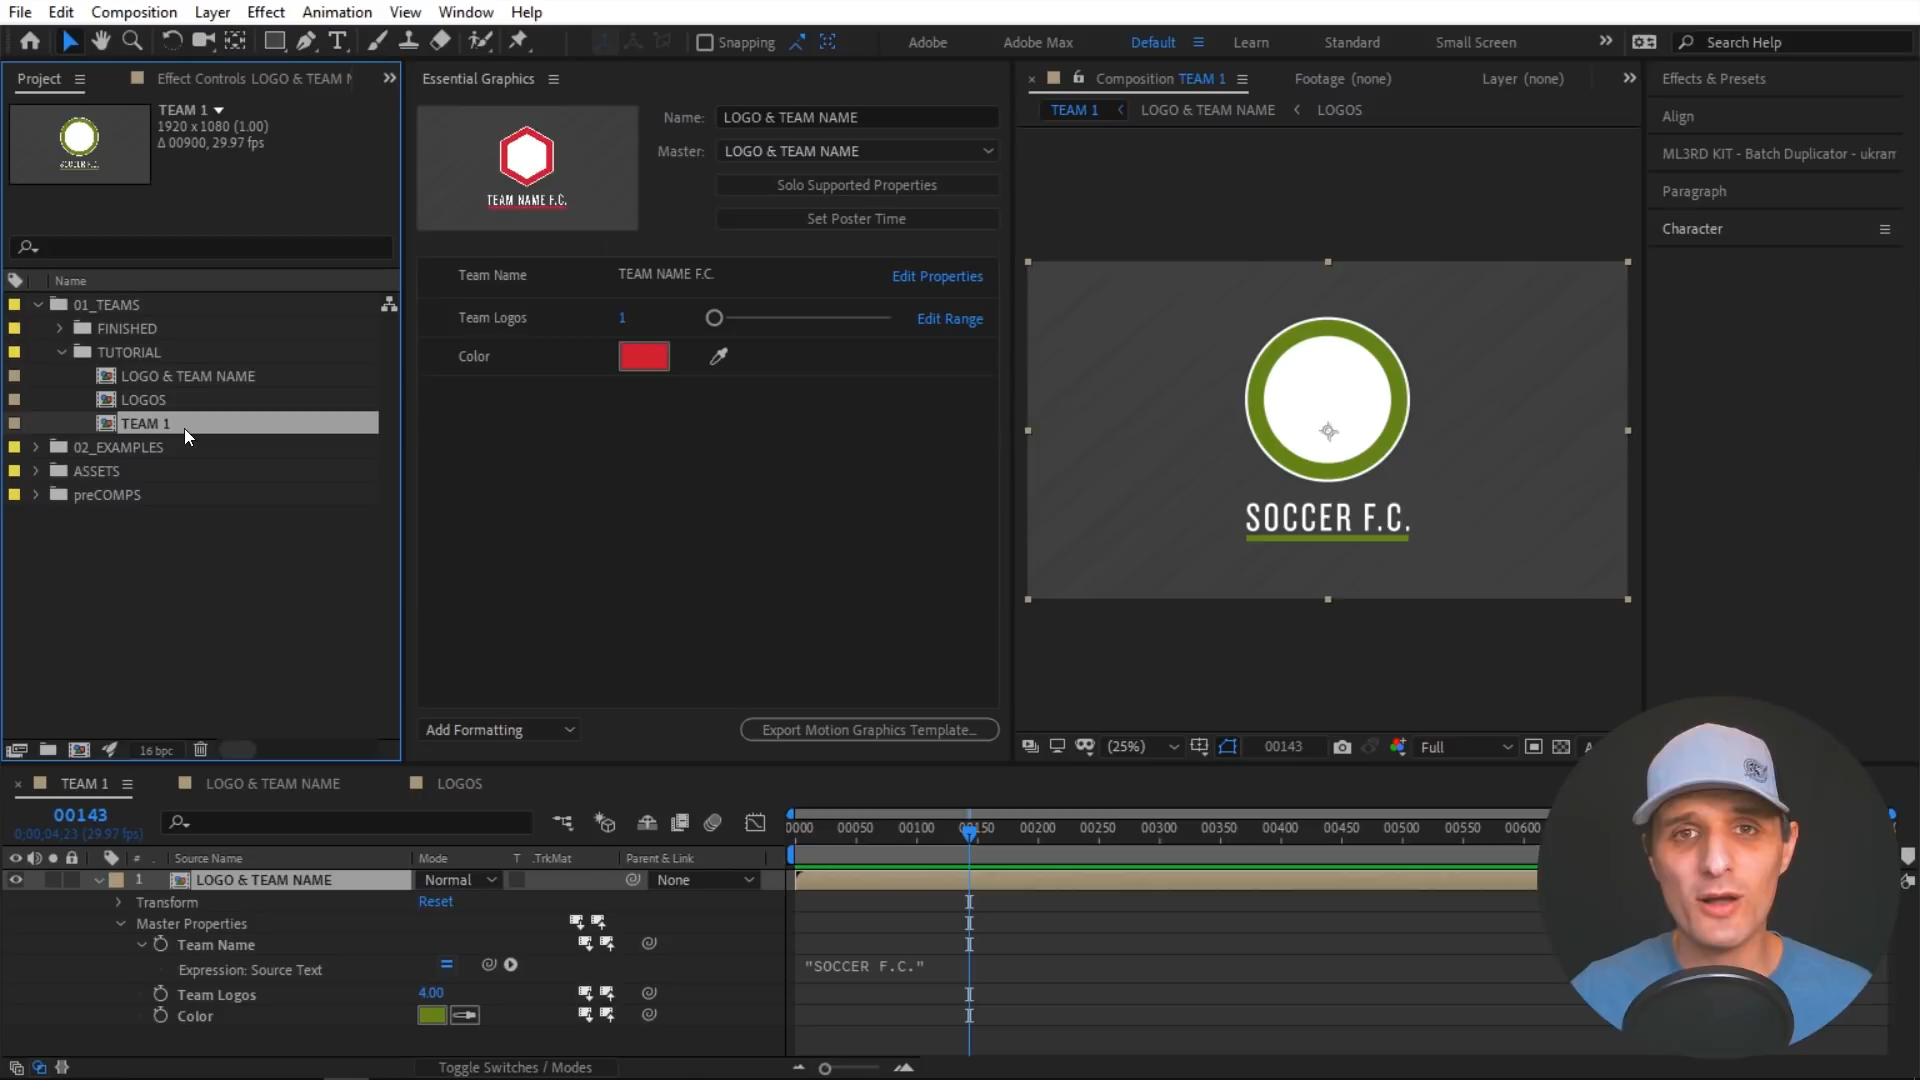 File Edit Composition Layer Effect Animation View Window Help
Snapping Adobe Adobe Max Default Learn Standard Small Screen Search Help
Project Effect Controls LOGO & TEAM N
TEAM 1
1920 x 1080 (1.00)
Δ 00900, 29.97 fps
SOCCER F.C.
Name
01_TEAMS
FINISHED
TUTORIAL
LOGO & TEAM NAME
LOGOS
TEAM 1
02_EXAMPLES
ASSETS
preCOMPS
16 bpc
Essential Graphics
TEAM NAME F.C.
Name: LOGO & TEAM NAME
Master: LOGO & TEAM NAME
Solo Supported Properties
Set Poster Time
Team Name TEAM NAME F.C. Edit Properties
Team Logos 1 Edit Range
Color
Add Formatting Export Motion Graphics Template...
Composition TEAM 1 Footage (none) Layer (none)
TEAM 1 LOGO & TEAM NAME LOGOS
SOCCER F.C.
(25%) 00143 Full A
Effects & Presets
Align
ML3RD KIT - Batch Duplicator - ukram
Paragraph
Character
TEAM 1 LOGO & TEAM NAME LOGOS
00143
0;00;04;23 (29.97 fps)
0000 00050 00100 00150 00200 00250 00300 00350 00400 00450 00500 00550 00600
# Source Name Mode T .TrkMat Parent & Link
1 LOGO & TEAM NAME Normal None
Transform Reset
Master Properties
Team Name
Expression: Source Text "SOCCER F.C."
Team Logos 4.00
Color
Toggle Switches / Modes